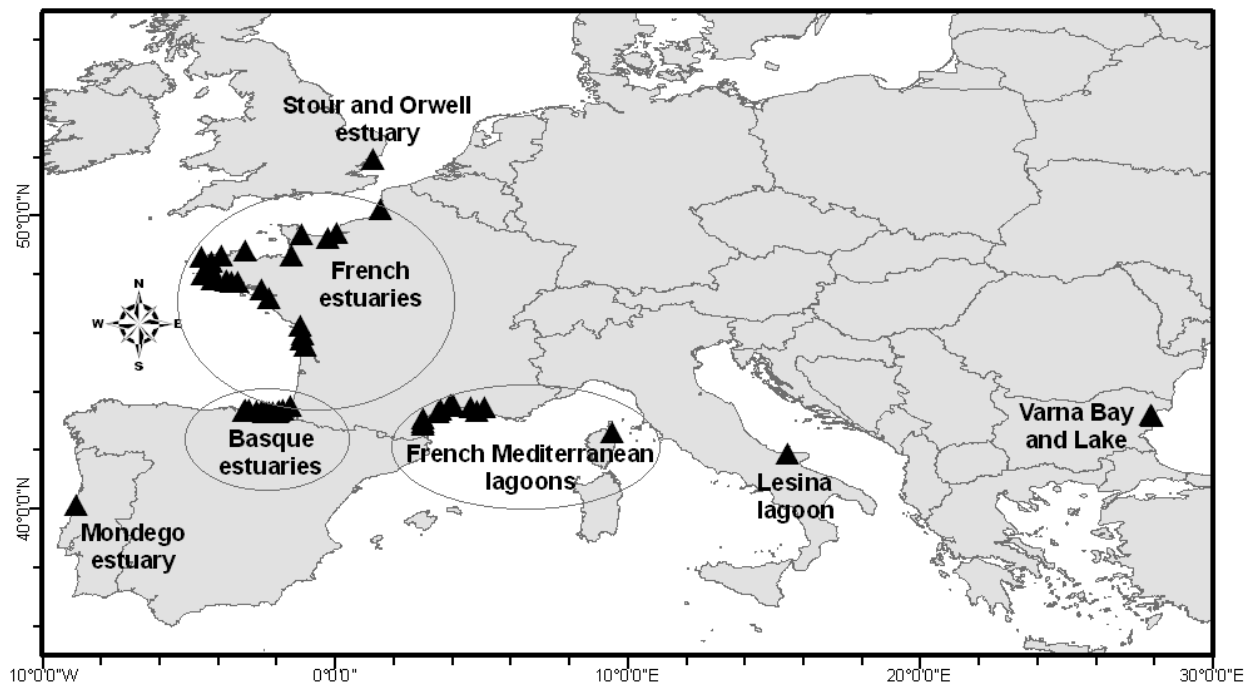 Stour and Orwell
estuary
50°0'0"N
French
estuaries
N
W E
S
Varna Bay
and Lake
Basque
estuaries
French Mediterranean
lagoons
Lesina
lagoon
40°0'0"N
Mondego
estuary
10°0'0"W 0°0'0" 10°0'0"E 20°0'0"E 30°0'0"E